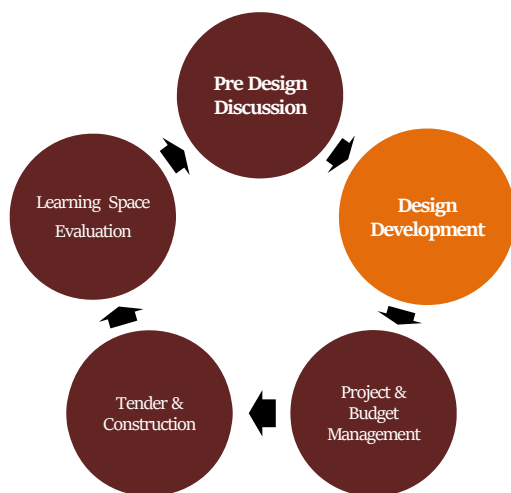 Pre Design
Discussion
Design
Development
Project &
Budget
Management
Tender &
Construction
Learning Space
Evaluation